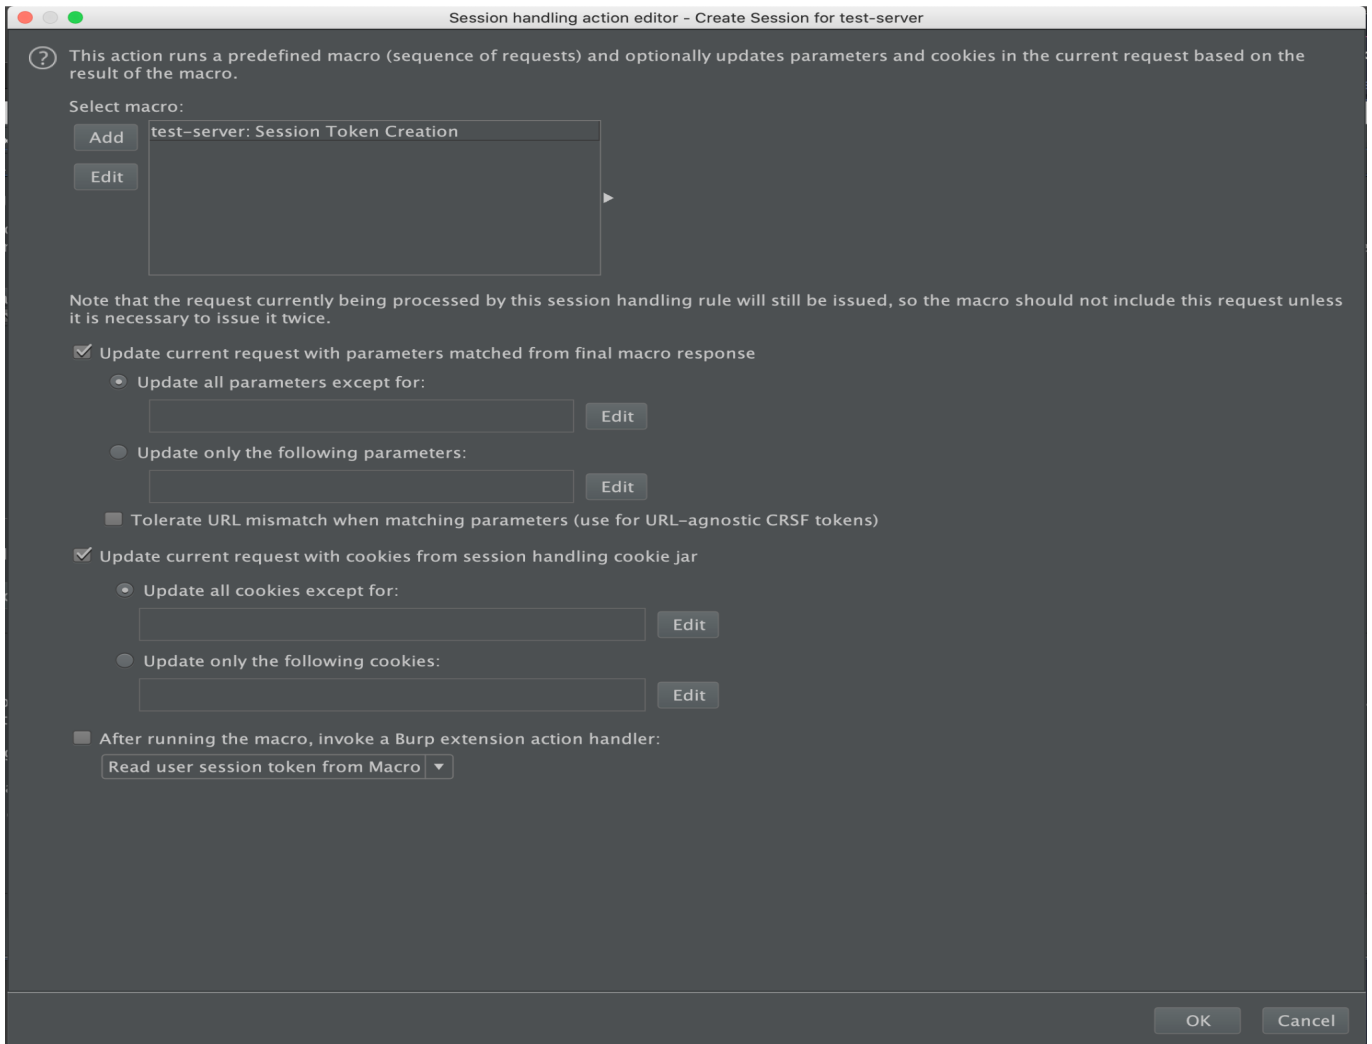 Session handling action editor - Create Session for test-server
? This action runs a predefined macro (sequence of requests) and optionally updates parameters and cookies in the current request based on the
result of the macro.
Select macro:
Add
test-server: Session Token Creation
Edit
Note that the request currently being processed by this session handling rule will still be issued, so the macro should not include this request unless
it is necessary to issue it twice.
Update current request with parameters matched from final macro response
Update all parameters except for:
Edit
Update only the following parameters:
Edit
Tolerate URL mismatch when matching parameters (use for URL-agnostic CRSF tokens)
Update current request with cookies from session handling cookie jar
Update all cookies except for:
Edit
Update only the following cookies:
Edit
After running the macro, invoke a Burp extension action handler:
Read user session token from Macro
OK Cancel